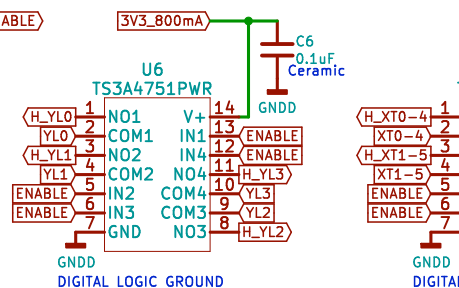 ABLE
3V3_800mA
C6
0.1uF
Ceramic
GNDD
U6
TS3A4751PWR
H_YL0 1 NO1 V+ 14
YL0 2 COM1 IN1 13 ENABLE
H_YL1 3 NO2 IN4 12 ENABLE
YL1 4 COM2 NO4 11 H_YL3
ENABLE 5 IN2 COM4 10 YL3
ENABLE 6 IN3 COM3 9 YL2
7 GND NO3 8 H_YL2
GNDD
DIGITAL LOGIC GROUND
H_XT0-4 1
XT0-4 2
H_XT1-5 3
XT1-5 4
ENABLE 5
ENABLE 6
7
GNDD
DIGITA